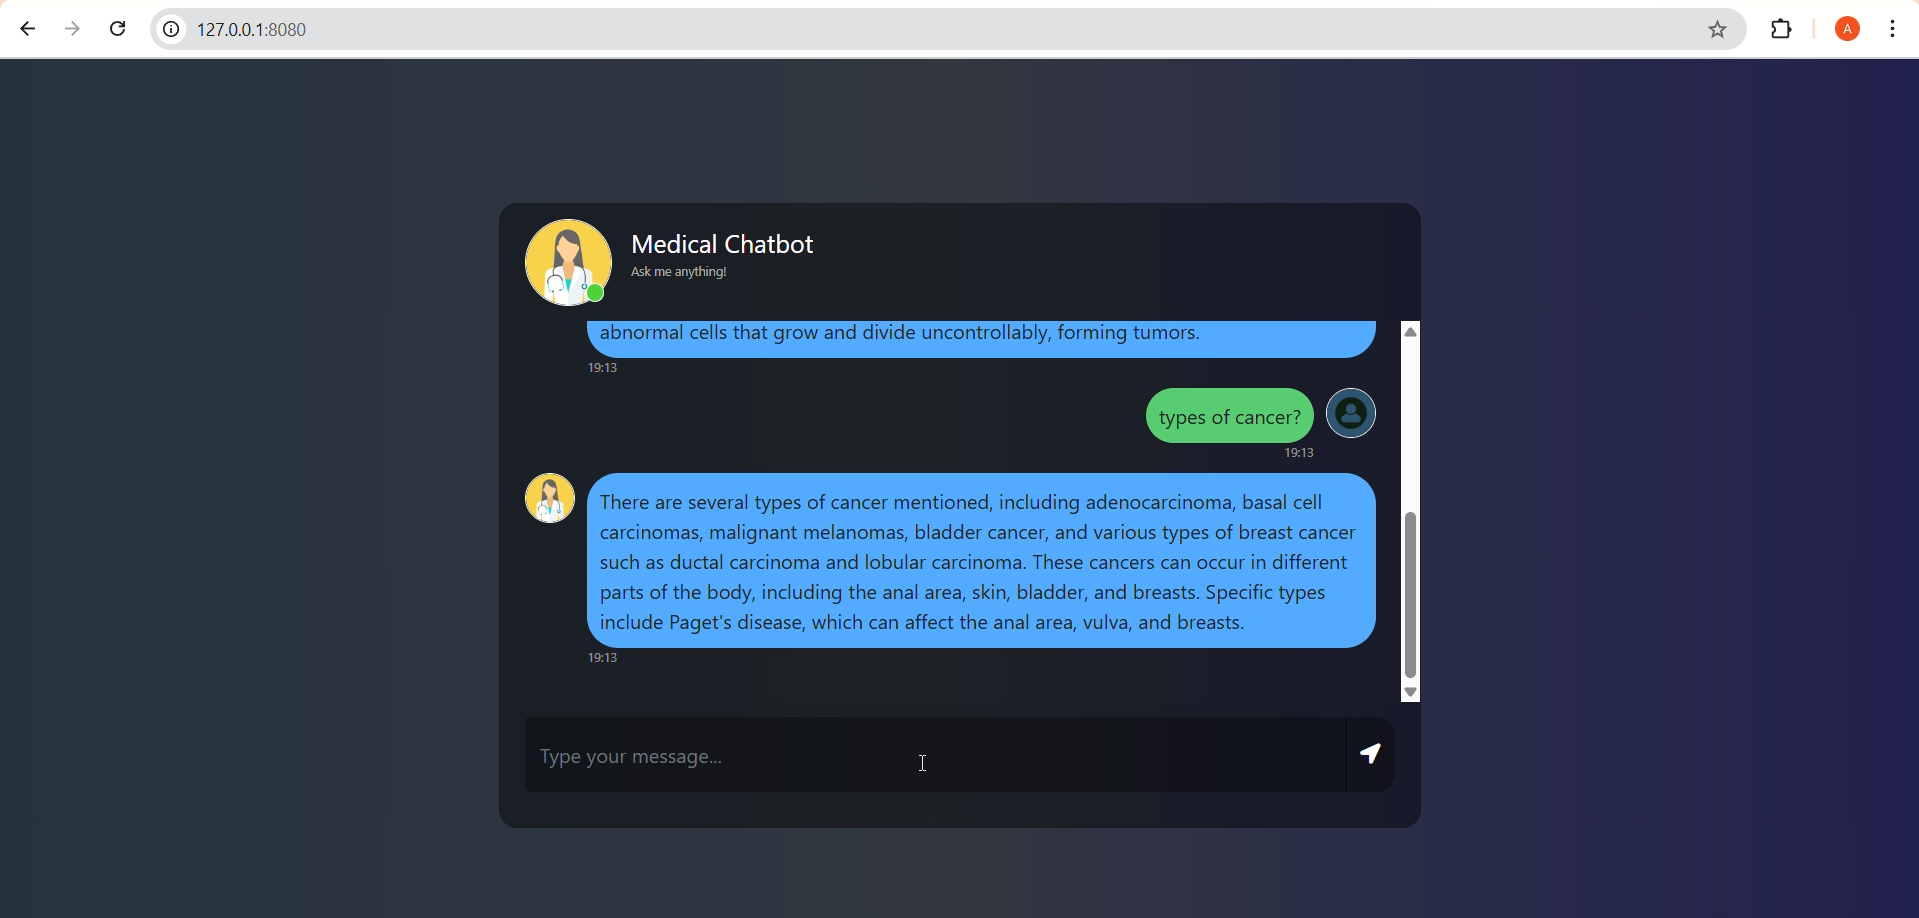 127.0.0.1:8080
A
Medical Chatbot
Ask me anything!
abnormal cells that grow and divide uncontrollably, forming tumors.
19:13
types of cancer?
19:13
There are several types of cancer mentioned, including adenocarcinoma, basal cell
carcinomas, malignant melanomas, bladder cancer, and various types of breast cancer
such as ductal carcinoma and lobular carcinoma. These cancers can occur in different
parts of the body, including the anal area, skin, bladder, and breasts. Specific types
include Paget's disease, which can affect the anal area, vulva, and breasts.
19:13
Type your message...